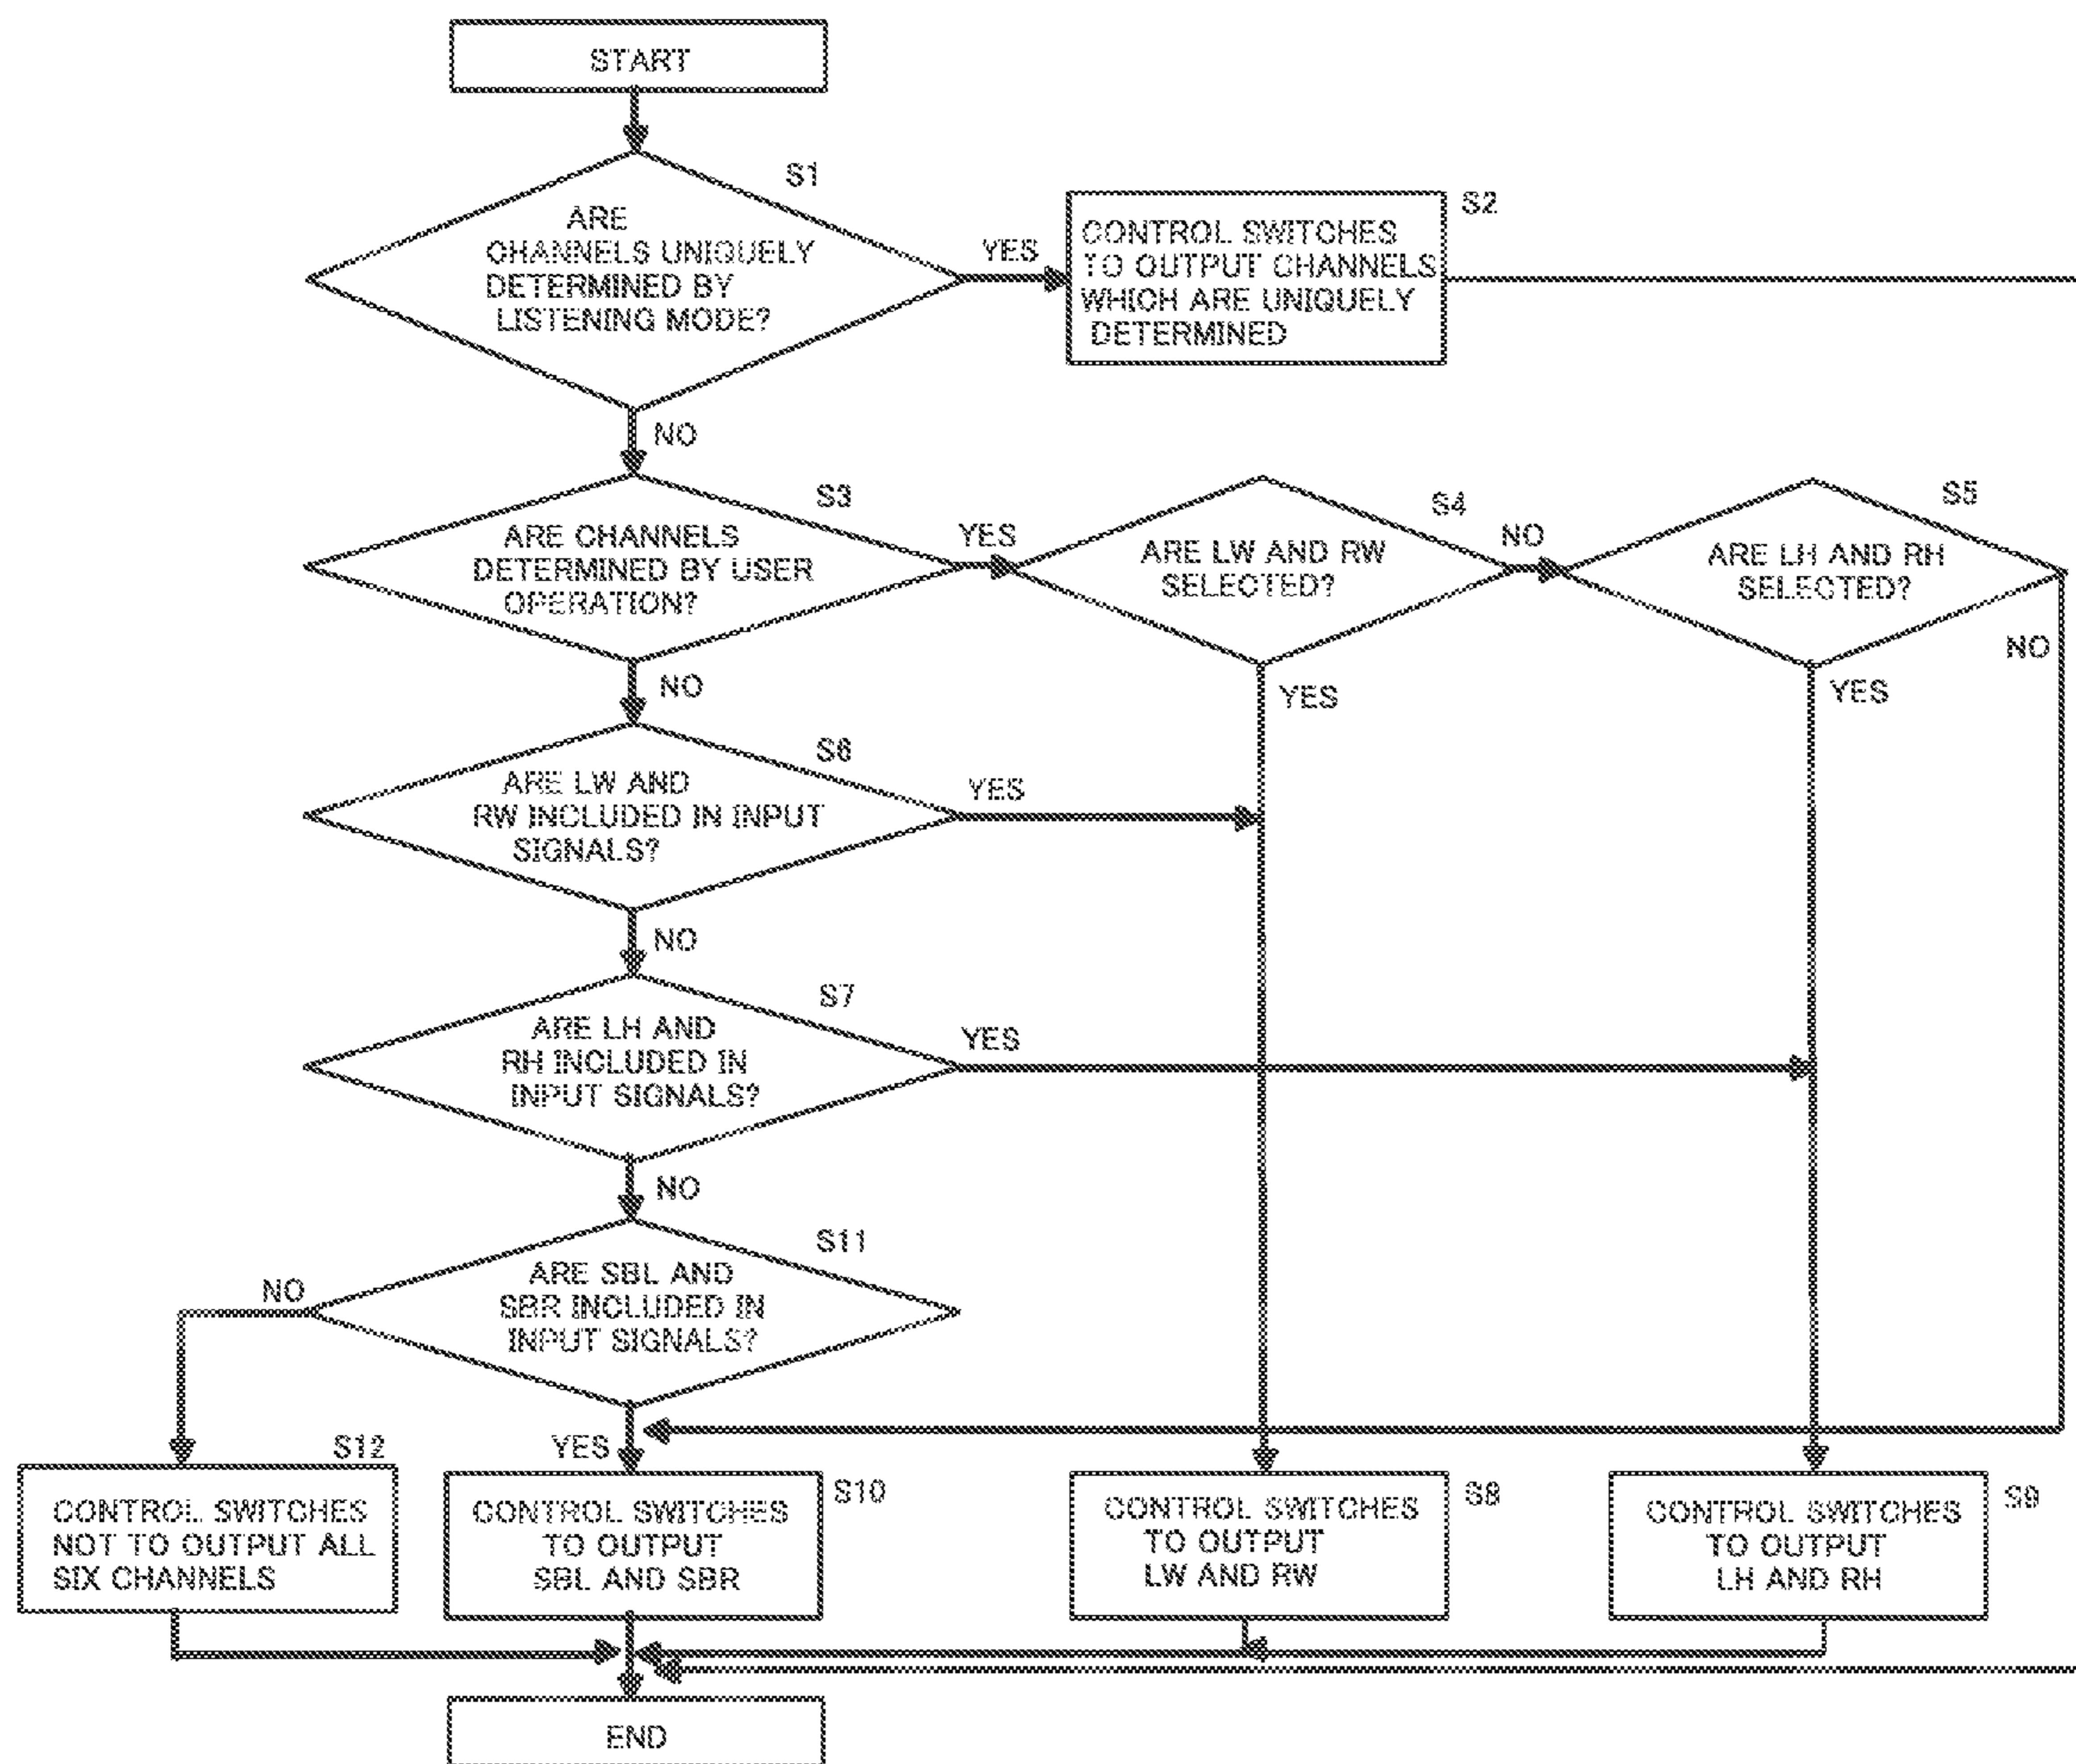 START
S1
ARE
CHANNELS UNIQUELY
DETERMINED BY
LISTENING MODE?
YES
S2
CONTROL SWITCHES
TO OUTPUT CHANNELS
WHICH ARE UNIQUELY
DETERMINED
NO
S3
ARE CHANNELS
DETERMINED BY USER
OPERATION?
YES
S4
ARE LW AND RW
SELECTED?
NO
S5
ARE LH AND RH
SELECTED?
NO
NO
YES
YES
S6
ARE LW AND
RW INCLUDED IN INPUT
SIGNALS?
YES
NO
S7
ARE LH AND
RH INCLUDED IN
INPUT SIGNALS?
YES
NO
S11
ARE SBL AND
SBR INCLUDED IN
INPUT SIGNALS?
NO
YES
S12
CONTROL SWITCHES
NOT TO OUTPUT ALL
SIX CHANNELS
S10
CONTROL SWITCHES
TO OUTPUT
SBL AND SBR
S8
CONTROL SWITCHES
TO OUTPUT
LW AND RW
S9
CONTROL SWITCHES
TO OUTPUT
LH AND RH
END